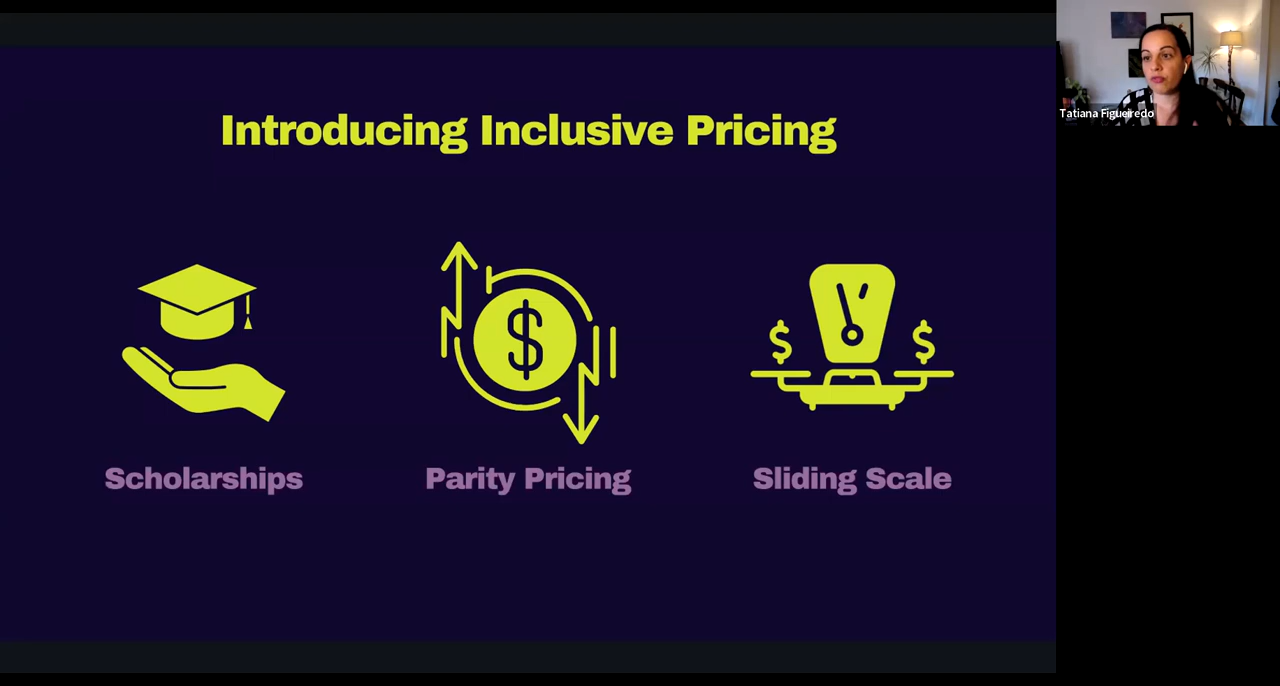 Introducing Inclusive Pricing
Tatiana Figueiredo
$
$
$
Scholarships
Parity Pricing
Sliding Scale